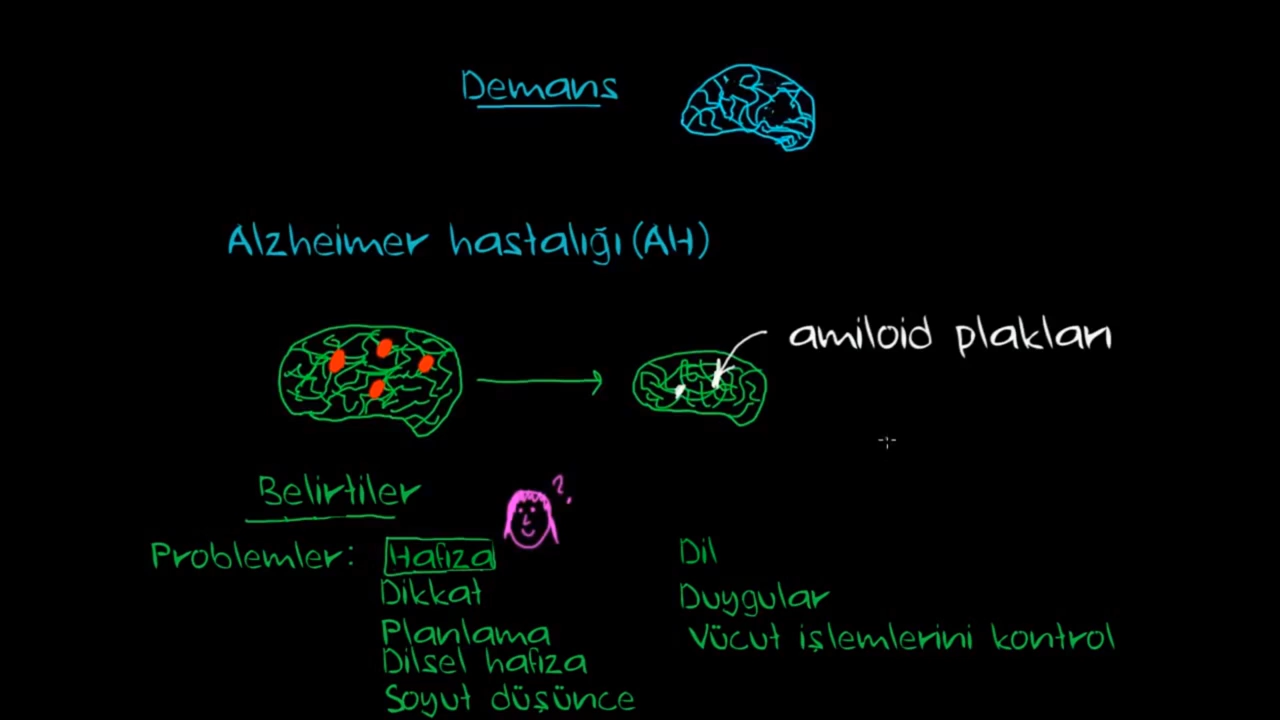 Demans
Alzheimer hastalığı (AH)
amiloid plakları
Belirtiler
?
Problemler: Hafıza
Dikkat
Planlama
Dilsel hafıza
Soyut düşünce
Dil
Duygular
Vücut işlemlerini kontrol